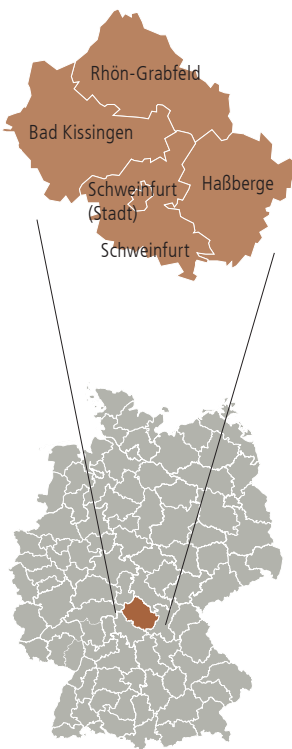 Rhön-Grabfeld
Bad Kissingen
Schweinfurt
(Stadt)
Haßberge
Schweinfurt